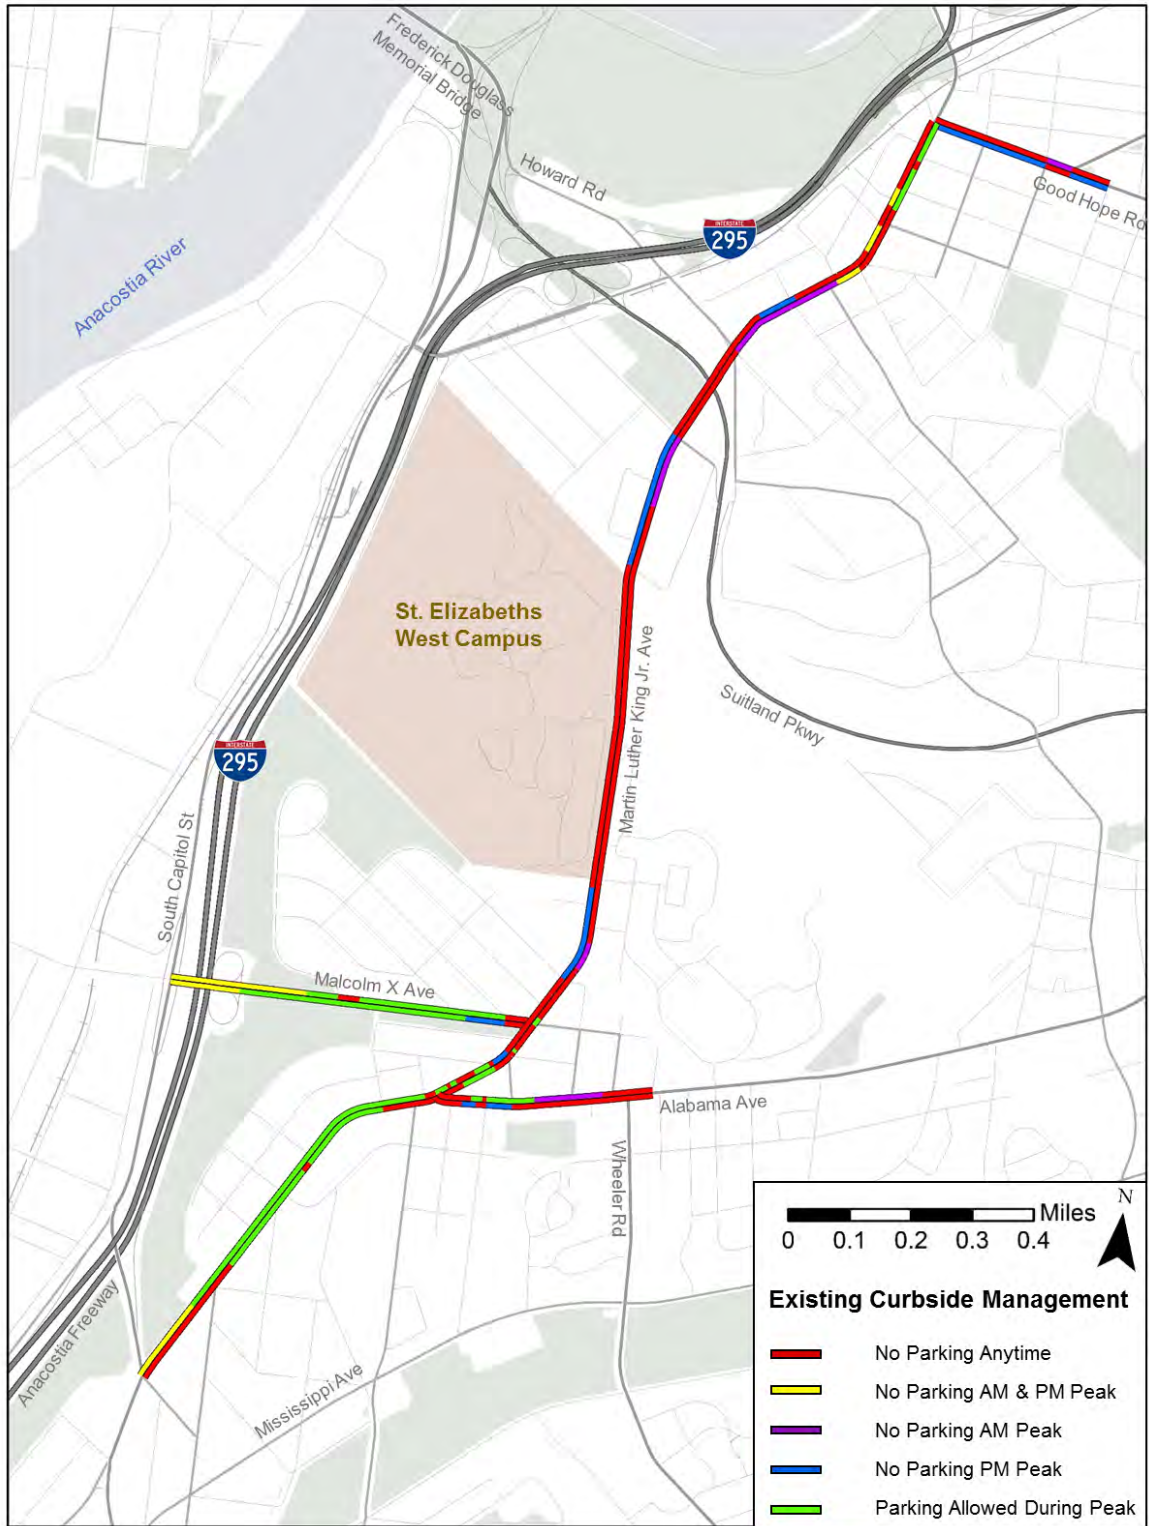 Frederick Douglass
Memorial Bridge
Howard Rd
Good Hope Rd
INTERSTATE
295
Anacostia River
St. Elizabeths
West Campus
Martin Luther King Jr. Ave
Suitland Pkwy
INTERSTATE
295
South Capitol St
Malcolm X Ave
Alabama Ave
Wheeler Rd
Anacostia Freeway
Mississippi Ave
N
Miles
0 0.1 0.2 0.3 0.4
Existing Curbside Management
No Parking Anytime
No Parking AM & PM Peak
No Parking AM Peak
No Parking PM Peak
Parking Allowed During Peak